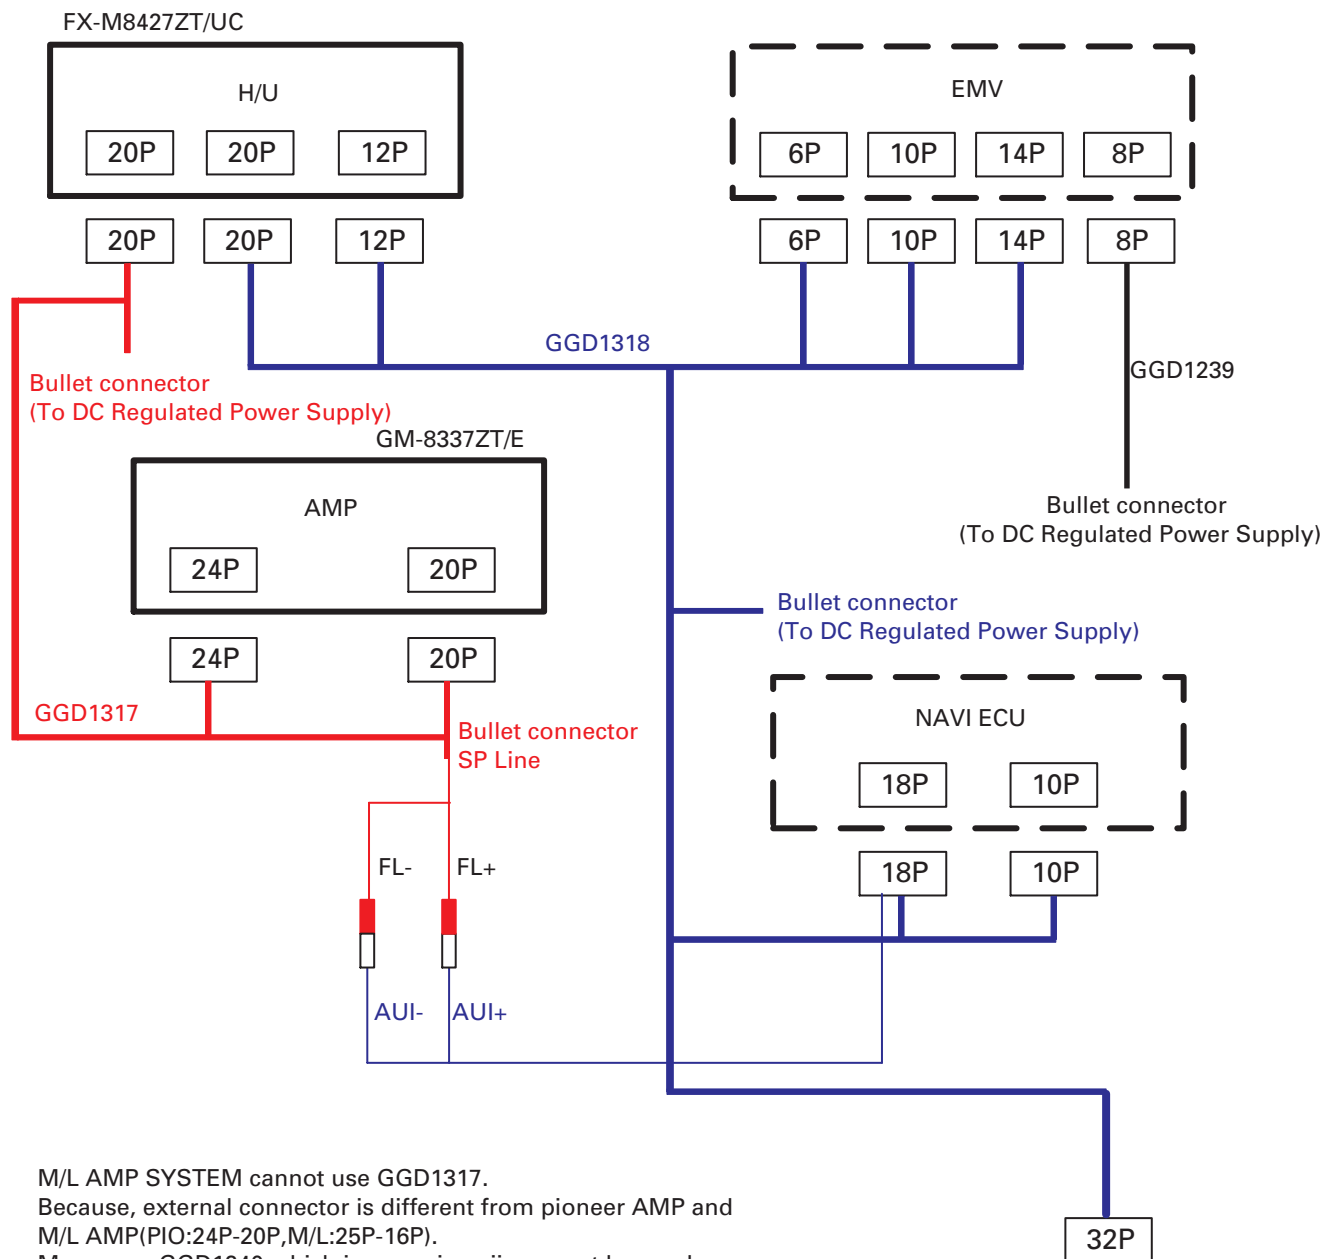 FX-M8427ZT/UC
H/U
20P 20P 12P
20P 20P 12P
EMV
6P 10P 14P 8P
6P 10P 14P 8P
GGD1318
GGD1239
Bullet connector
(To DC Regulated Power Supply)
GM-8337ZT/E
AMP
24P 20P
24P 20P
GGD1317
Bullet connector
SP Line
Bullet connector
(To DC Regulated Power Supply)
Bullet connector
(To DC Regulated Power Supply)
NAVI ECU
18P 10P
18P 10P
FL- FL+
AUI- AUI+
M/L AMP SYSTEM cannot use GGD1317.
Because, external connector is different from pioneer AMP and
M/L AMP(PIO:24P-20P,M/L:25P-16P).
32P